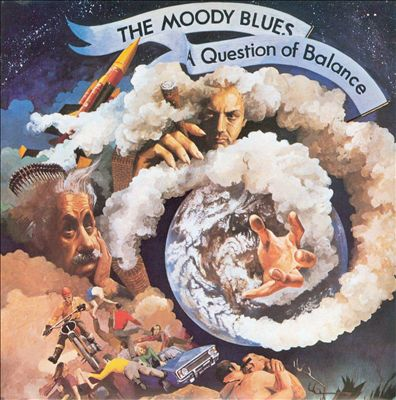 THE MOODY BLUES
A Question of Balance